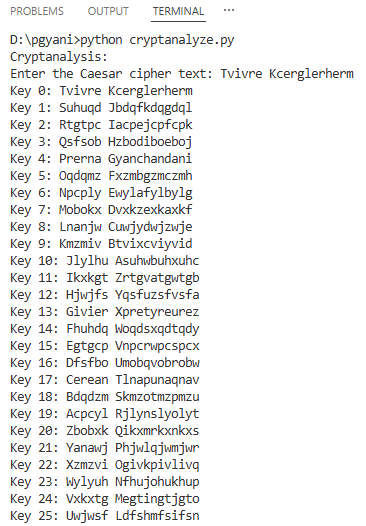 PROBLEMS OUTPUT TERMINAL ...
D:\pgyani>python cryptanalyze.py
Cryptanalysis:
Enter the Caesar cipher text: Tvivre Kcerglerherm
Key 0: Tvivre Kcerglerherm
Key 1: Suhuqd Jbdqfkdqgdql
Key 2: Rtgtpc Iacpejcpfcpk
Key 3: Qsfsob Hzbodiboeboj
Key 4: Prerna Gyanchandani
Key 5: Oqdqmz Fxzmbgzmczmh
Key 6: Npcply Ewylafylbylg
Key 7: Mobokx Dvxkzexkaxkf
Key 8: Lnanjw Cuwjydwjzwje
Key 9: Kmzmiv Btvixcviyvid
Key 10: Jlylhu Asuhwbuhxuhc
Key 11: Ikxkgt Zrtgvatgwtgb
Key 12: Hjwjfs Yqsfuzsfvsfa
Key 13: Givier Xpretyreurez
Key 14: Fhuhdq Woqdsxqdtqdy
Key 15: Egtgcp Vnpcrwpcspcx
Key 16: Dfsfbo Umobqvobrobw
Key 17: Cerean Tlnapunaqnav
Key 18: Bdqdzm Skmzotmzpmzu
Key 19: Acpcyl Rjlynslyolyt
Key 20: Zbobxk Qikxmrkxnkxs
Key 21: Yanawj Phjwlqjwmjwr
Key 22: Xzmzvi Ogivkpivlivq
Key 23: Wylyuh Nfhujohukhup
Key 24: Vxkxtg Megtingtjgto
Key 25: Uwjwsf Ldfshmfsifsn